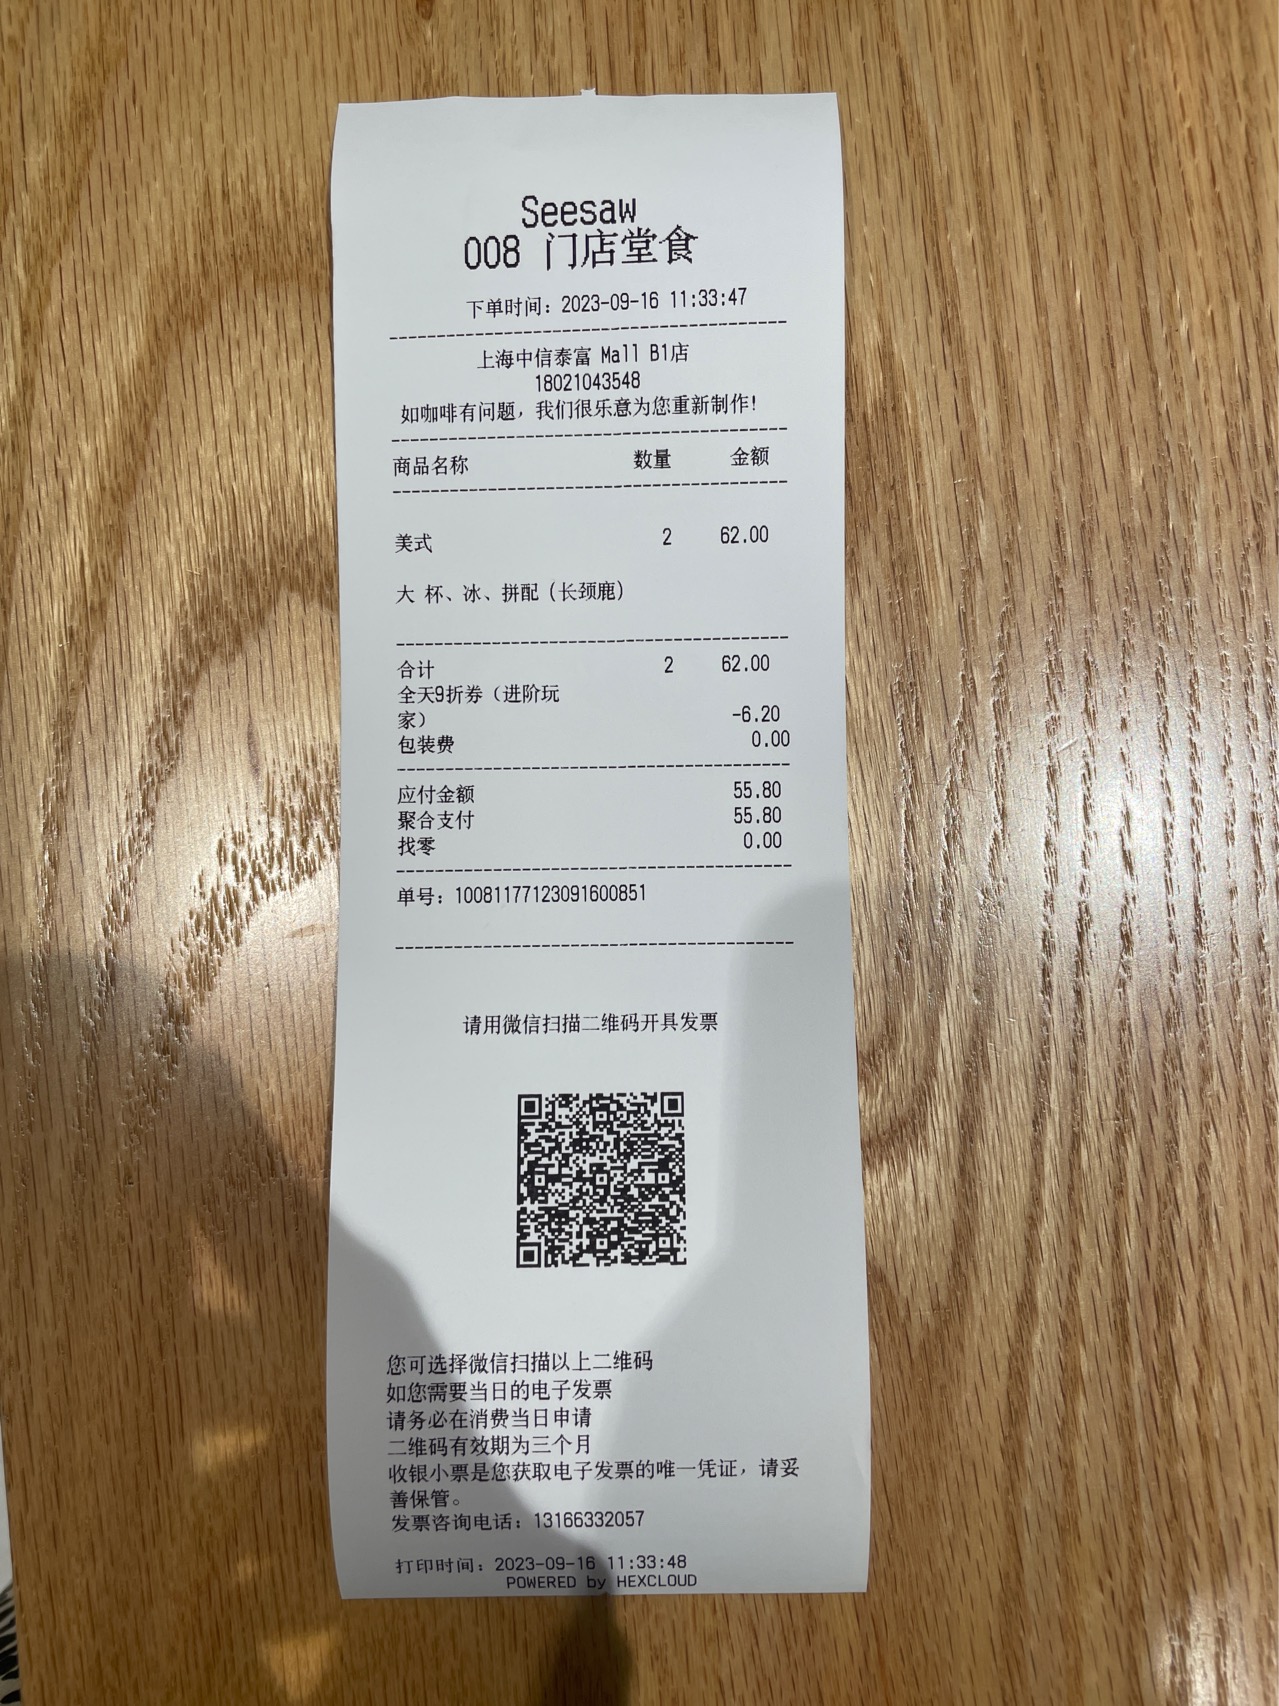 Seesaw
008 门店堂食
下单时间：2023-09-16 11:33:47
上海中信泰富 Mall B1店
18021043548
如咖啡有问题，我们很乐意为您重新制作！
商品名称 数量 金额
美式 2 62.00
大 杯、冰、拼配（长颈鹿）
合计 2 62.00
全天9折券（进阶玩
家） -6.20
包装费 0.00
应付金额 55.80
聚合支付 55.80
找零 0.00
单号：10081177123091600851
请用微信扫描二维码开具发票
您可选择微信扫描以上二维码
如您需要当日的电子发票
请务必在消费当日申请
二维码有效期为三个月
收银小票是您获取电子发票的唯一凭证，请妥
善保管。
发票咨询电话：13166332057
打印时间：2023-09-16 11:33:48
POWERED by HEXCLOUD